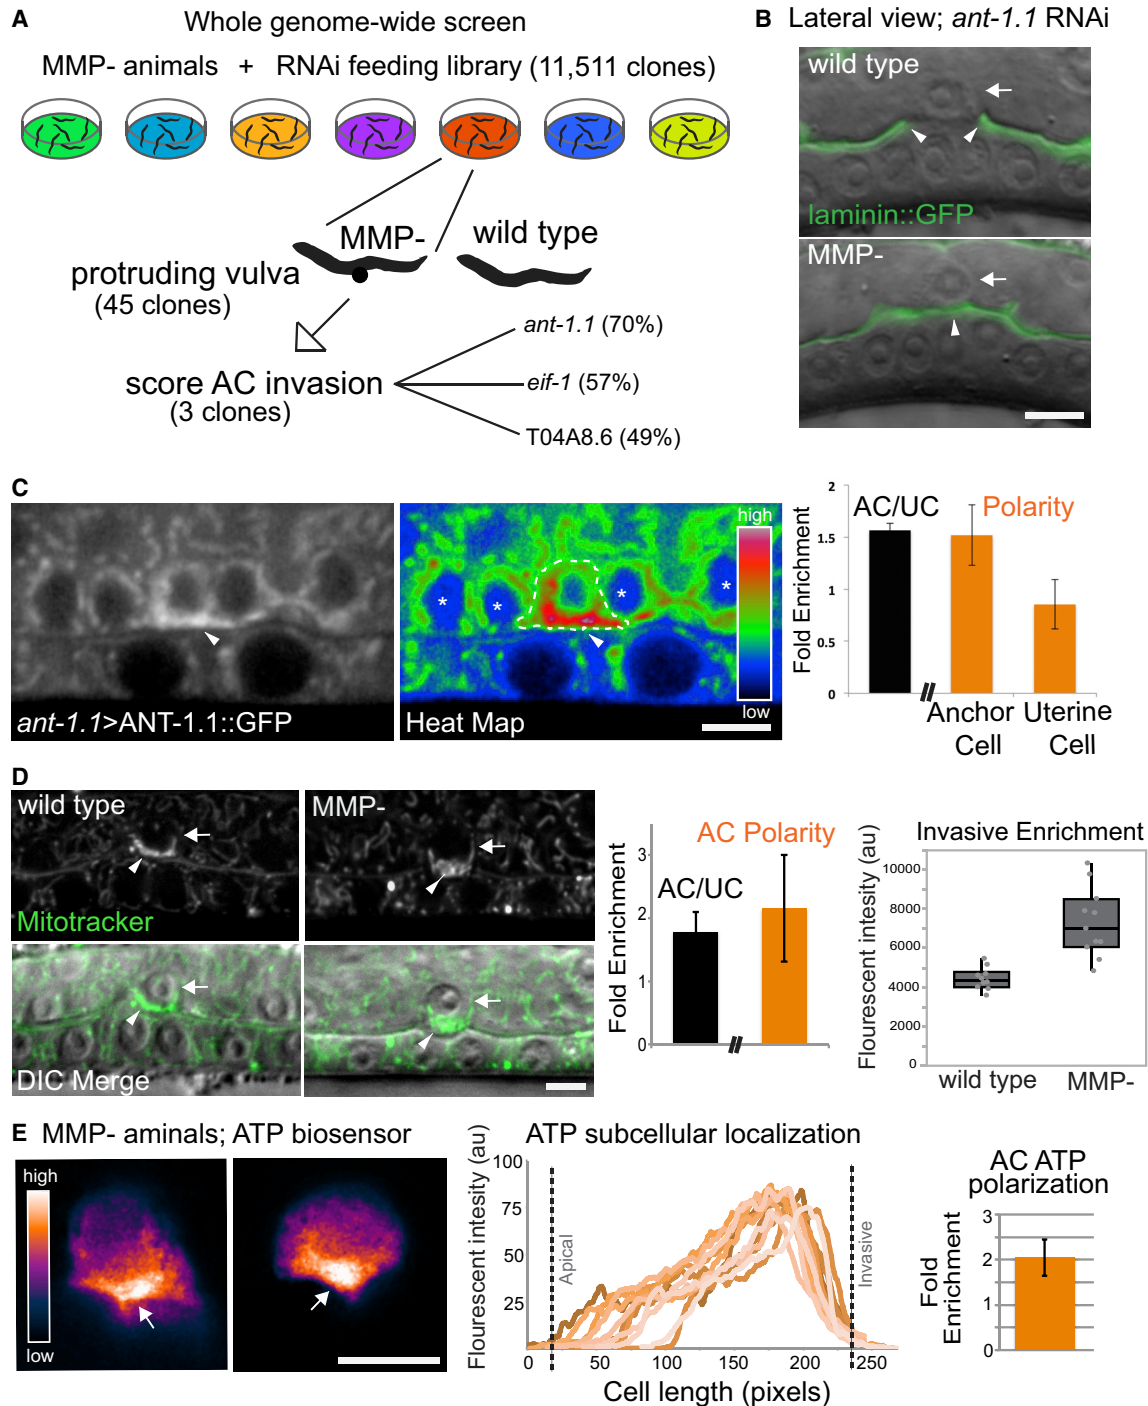 A
Whole genome-wide screen
MMP- animals + RNAi feeding library (11,511 clones)
MMP-
wild type
protruding vulva
(45 clones)
score AC invasion
(3 clones)
ant-1.1 (70%)
eif-1 (57%)
T04A8.6 (49%)
B Lateral view; ant-1.1 RNAi
wild type
laminin::GFP
MMP-
C
ant-1.1>ANT-1.1::GFP
* * * *
Heat Map
high
low
Fold Enrichment
2
1.5
1
0.5
0
AC/UC
Polarity
Anchor
Cell
Uterine
Cell
D
wild type
Mitotracker
MMP-
DIC Merge
Fold Enrichment
3
2
1
0
AC/UC
AC Polarity
Invasive Enrichment
Flourescent intesity (au)
10000
8000
6000
4000
2000
0
wild type
MMP-
E MMP- aminals; ATP biosensor
high
low
ATP subcellular localization
Flourescent intesity (au)
100
75
50
25
Apical
Invasive
0 50 100 150 200 250
Cell length (pixels)
AC ATP
polarization
Fold
Enrichment
3
2
1
0